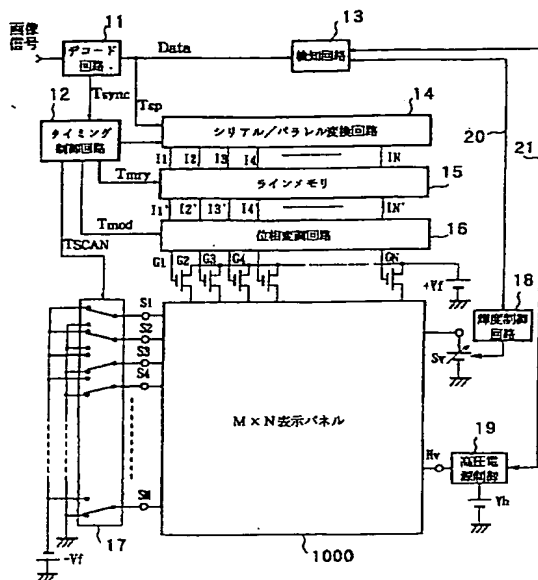 画像
信号
11
デコード
回路
Data
13
検知回路
Tsync
12
タイミング
制御回路
Tsp
14
シリアル／パラレル変換回路
20
21
I1 I2 I3 I4 IN
Tmry
15
ラインメモリ
I1' I2' I3' I4' IN'
Tmod
16
位相変調回路
TSCAN
G1 G2 G3 G4 GN
+Vf
18
輝度制御
回路
S1
S2
S3
S4
Sv
M×N表示パネル
19
Hv
高圧電
源制御
SM
Vh
17
-Vf
1000